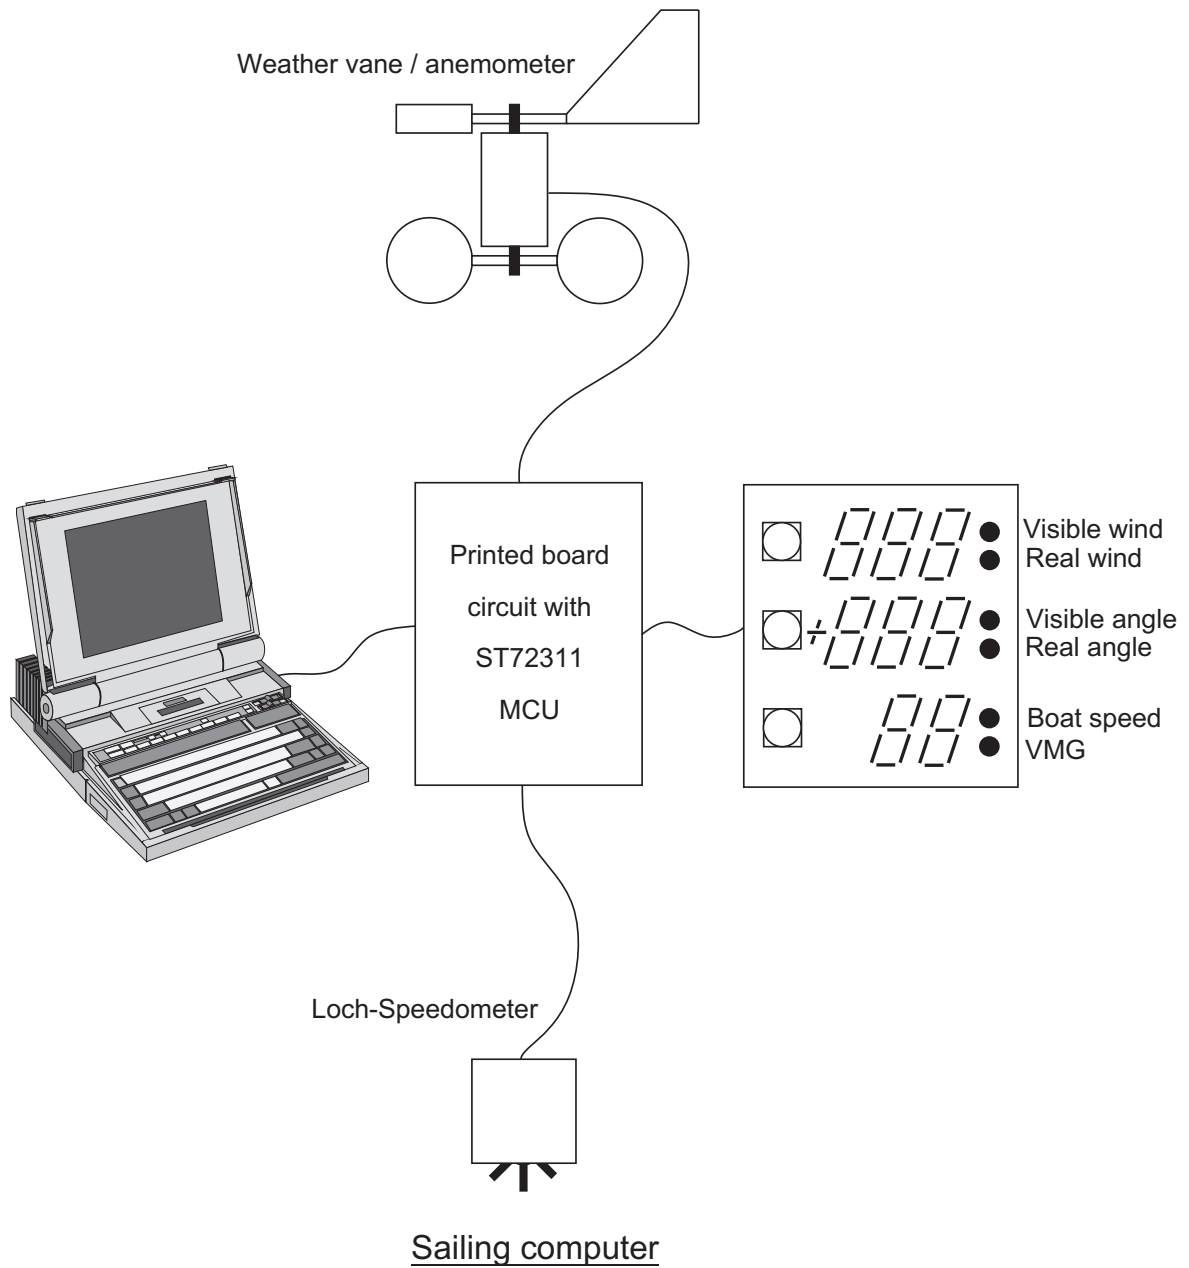 Weather vane / anemometer
Printed board
circuit with
ST72311
MCU
Visible wind
Real wind
Visible angle
Real angle
Boat speed
VMG
Loch-Speedometer
Sailing computer